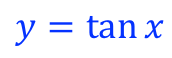 y = tan x